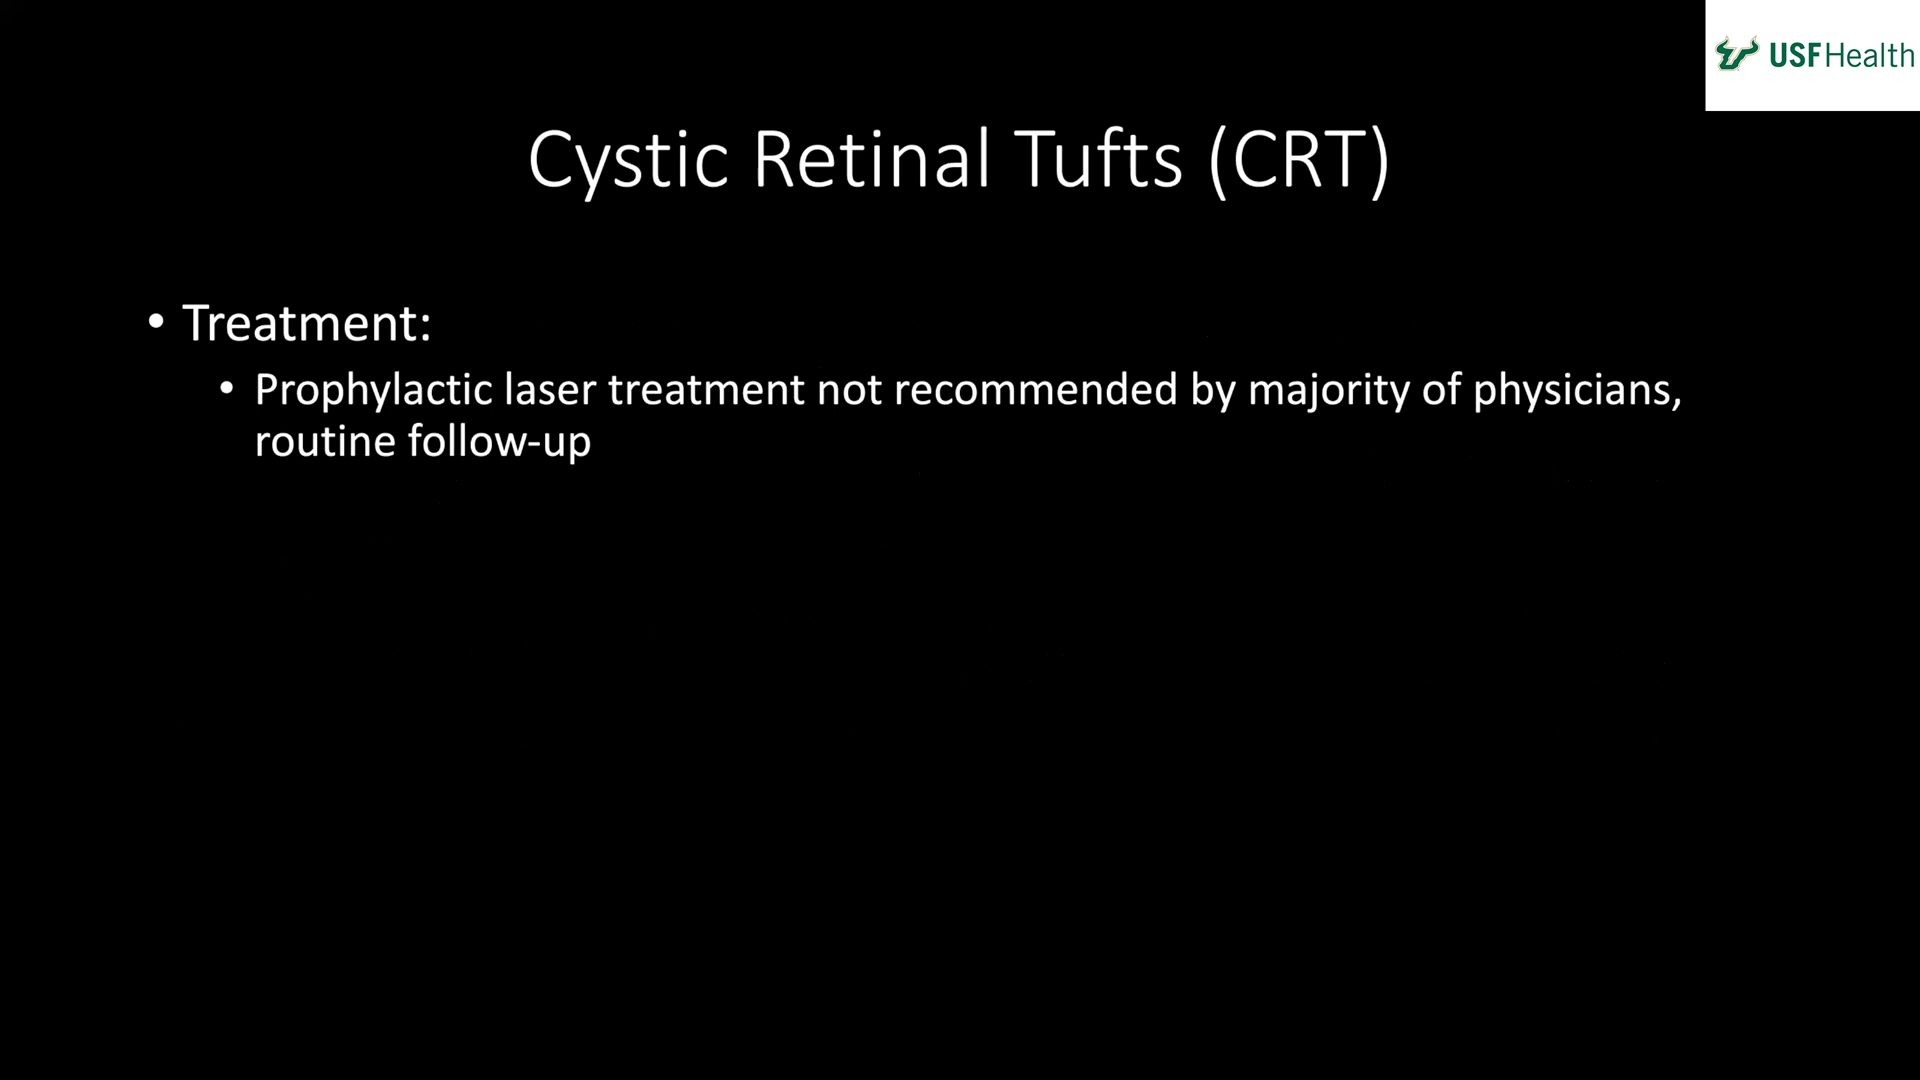 USFHealth
Cystic Retinal Tufts (CRT)
• Treatment:
• Prophylactic laser treatment not recommended by majority of physicians,
routine follow-up